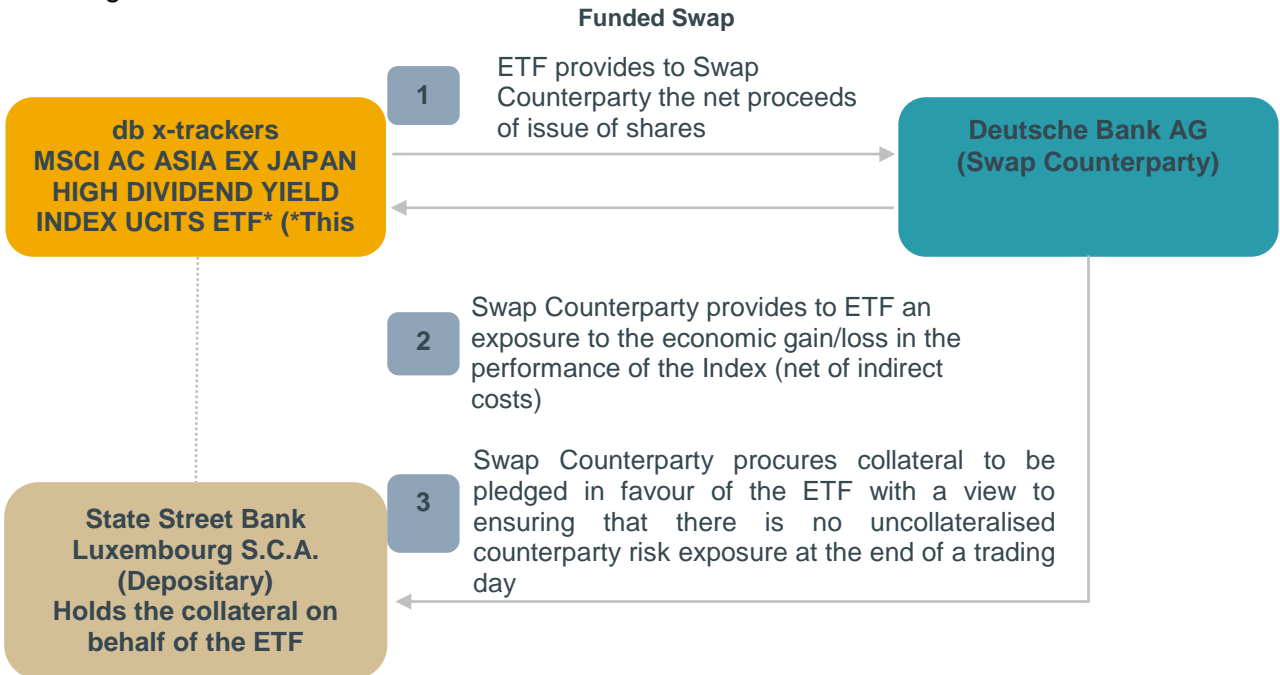 Funded Swap
1
ETF provides to Swap
Counterparty the net proceeds
of issue of shares
db x-trackers
MSCI AC ASIA EX JAPAN
HIGH DIVIDEND YIELD
INDEX UCITS ETF* (*This
Deutsche Bank AG
(Swap Counterparty)
2
Swap Counterparty provides to ETF an
exposure to the economic gain/loss in the
performance of the Index (net of indirect
costs)
3
Swap Counterparty procures collateral to be
pledged in favour of the ETF with a view to
ensuring that there is no uncollateralised
counterparty risk exposure at the end of a trading
day
State Street Bank
Luxembourg S.C.A.
(Depositary)
Holds the collateral on
behalf of the ETF